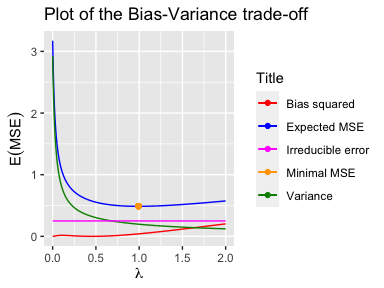 Plot of the Bias-Variance trade-off
E(MSE)
3
2
1
0
0.0 0.5 1.0 1.5 2.0
λ
Title
Bias squared
Expected MSE
Irreducible error
Minimal MSE
Variance